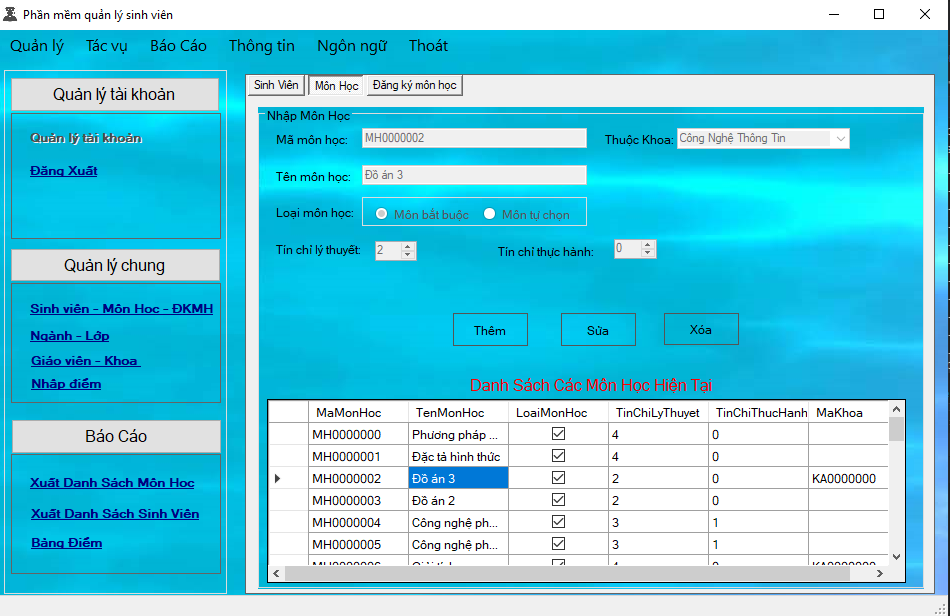 Phần mềm quản lý sinh viên
Quản lý Tác vụ Báo Cáo Thông tin Ngôn ngữ Thoát
Quản lý tài khoản
Quản lý tài khoản
Đăng Xuất
Quản lý chung
Sinh viên - Môn Học - ĐKMH
Ngành - Lớp
Giáo viên - Khoa
Nhập điểm
Báo Cáo
Xuất Danh Sách Môn Học
Xuất Danh Sách Sinh Viên
Bảng Điểm
Sinh Viên Môn Học Đăng ký môn học
Nhập Môn Học
Mã môn học: MH0000002 Thuộc Khoa: Công Nghệ Thông Tin
Tên môn học: Đồ án 3
Loại môn học: Môn bắt buộc Môn tự chọn
Tín chỉ lý thuyết: 2 Tín chỉ thực hành: 0
Thêm Sửa Xóa
Danh Sách Các Môn Học Hiện Tại
MaMonHoc TenMonHoc LoaiMonHoc TinChiLyThuyet TinChiThucHanh MaKhoa
MH0000000 Phương pháp ... 4 0
MH0000001 Đặc tả hình thức 4 0
MH0000002 Đồ án 3 2 0 KA0000000
MH0000003 Đồ án 2 2 0
MH0000004 Công nghệ ph... 3 1
MH0000005 Công nghệ ph... 3 1